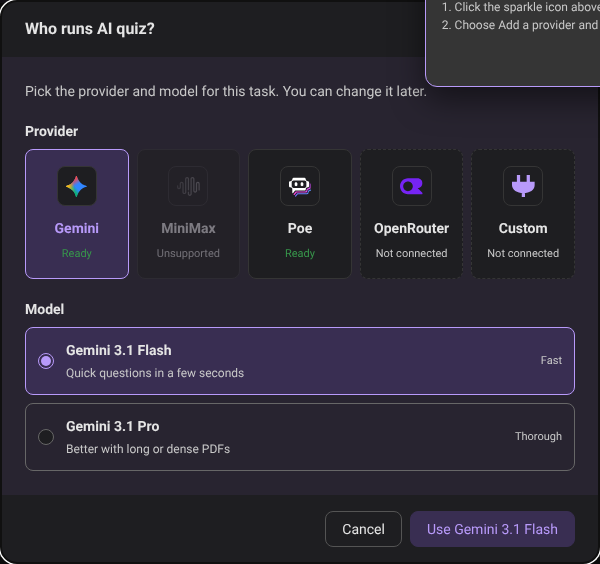 Who runs AI quiz?
1. Click the sparkle icon above
2. Choose Add a provider and
Pick the provider and model for this task. You can change it later.
Provider
Gemini
Ready
MiniMax
Unsupported
Poe
Ready
OpenRouter
Not connected
Custom
Not connected
Model
Gemini 3.1 Flash
Quick questions in a few seconds
Fast
Gemini 3.1 Pro
Better with long or dense PDFs
Thorough
Cancel
Use Gemini 3.1 Flash